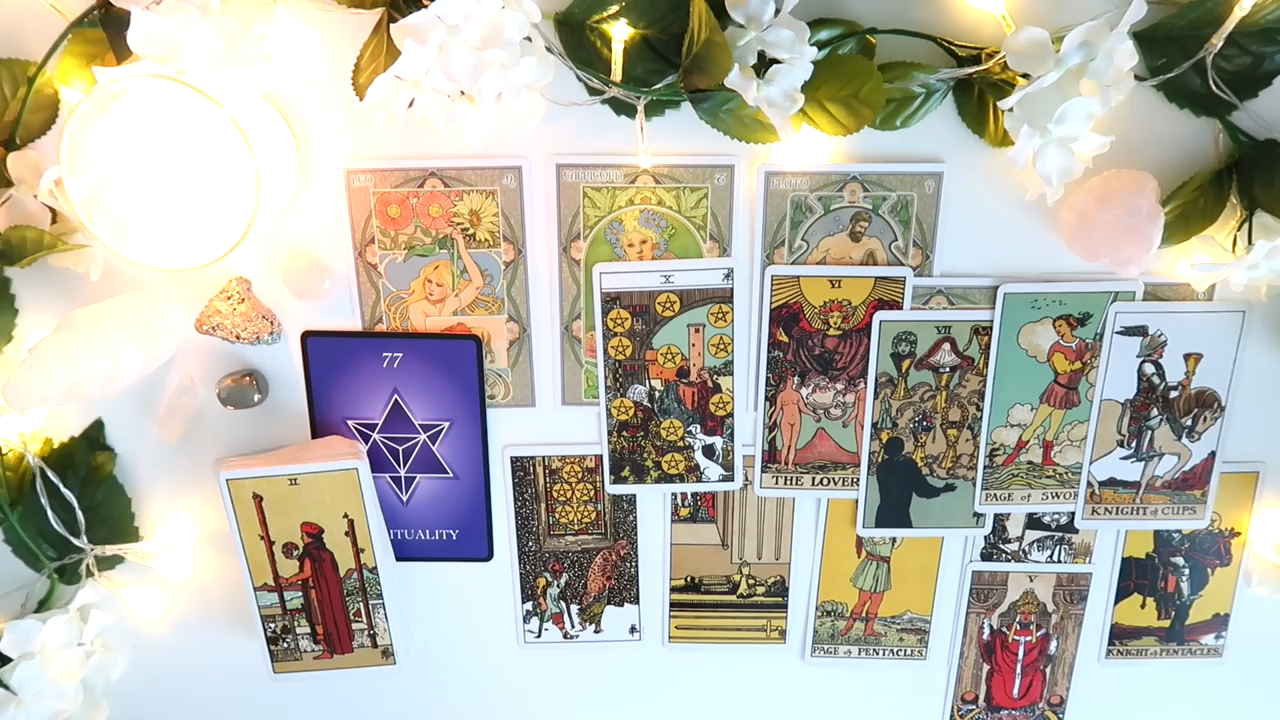 LEO
CAPRICORN
PLUTO
X
VI
THE LOVER
VII
PAGE of SWOR
KNIGHT of CUPS
77
ITUALITY
II
PAGE of PENTACLES.
V
KNIGHT of PENTACLES.